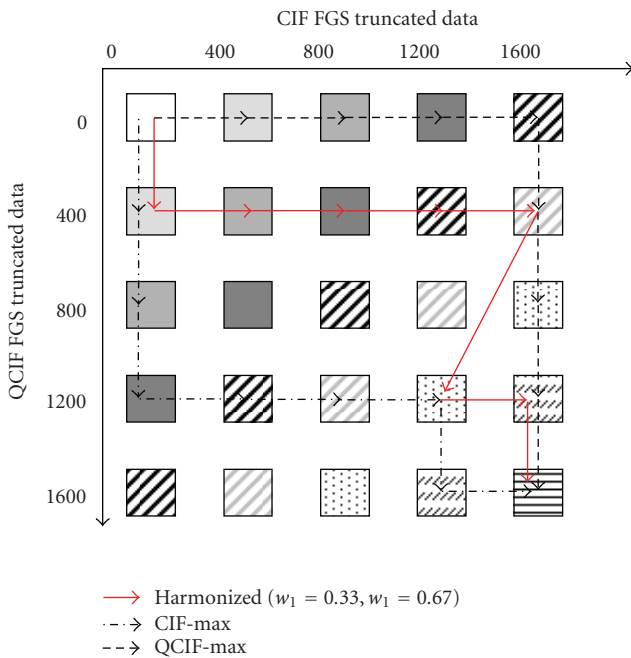 CIF FGS truncated data
0 400 800 1200 1600
QCIF FGS truncated data
0
400
800
1200
1600
Harmonized (w₁ = 0.33, w₁ = 0.67)
CIF-max
QCIF-max